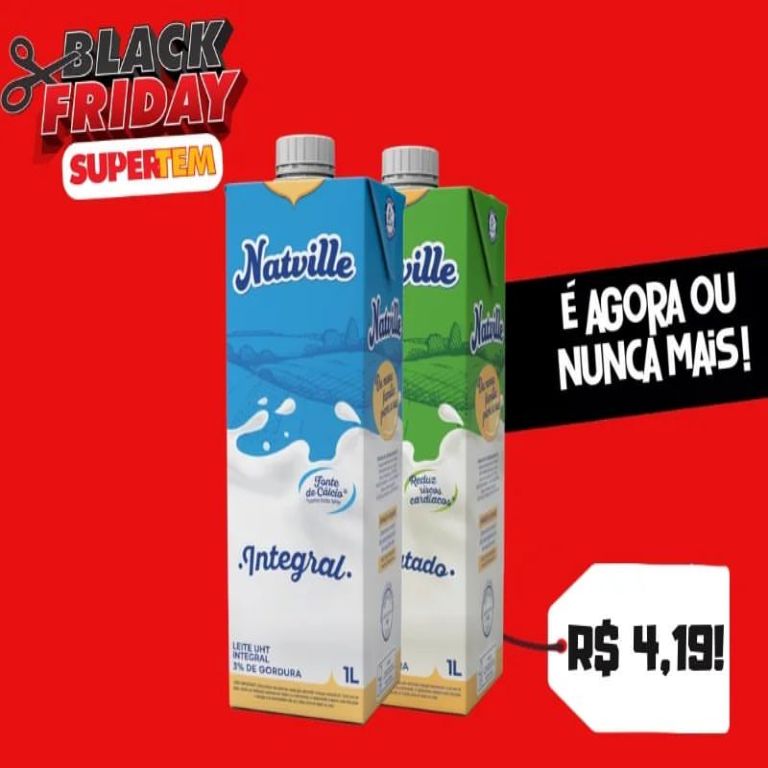 BLACK
FRIDAY
SUPERTEM
Natville
ville
Natville
Natville
É AGORA OU
NUNCA MAIS!
Fonte
de Cálcio
Reduz
riscos
cardíacos
.Integral.
tado.
LEITE UHT
INTEGRAL
3% DE GORDURA
1L
1L
R$ 4,19!